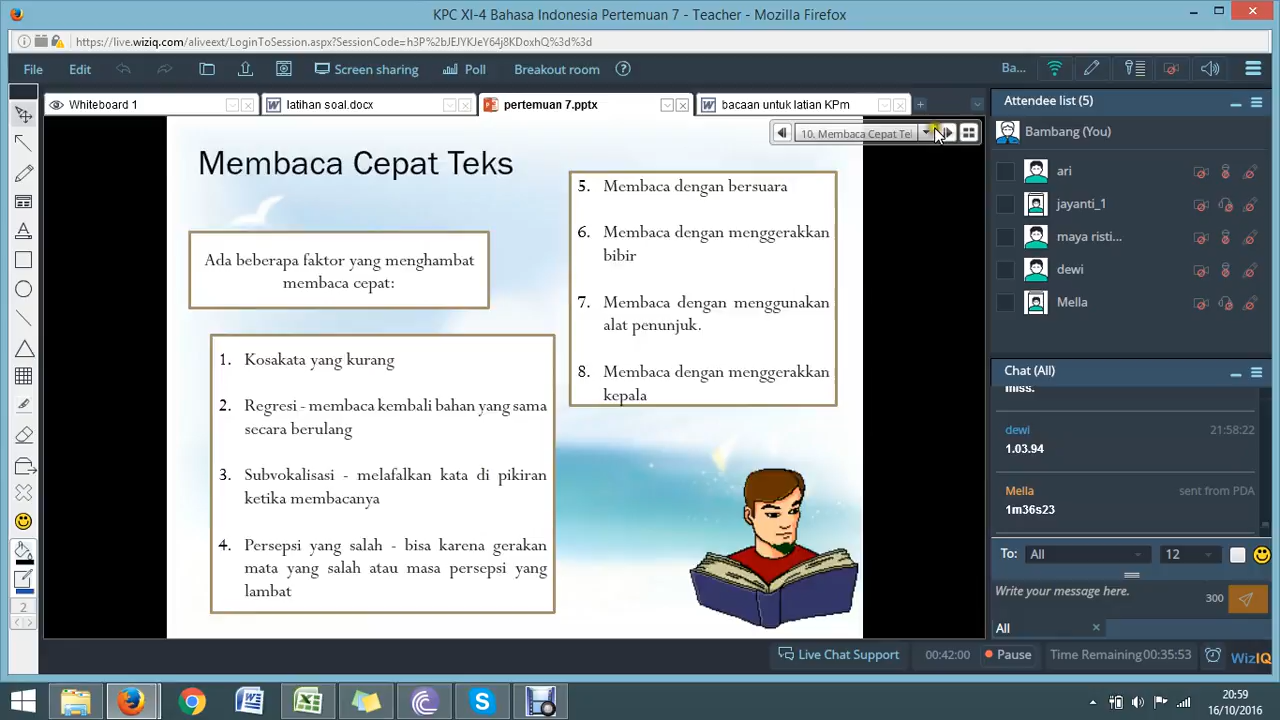 KPC XI-4 Bahasa Indonesia Pertemuan 7 - Teacher - Mozilla Firefox
https://live.wiziq.com/aliveext/LoginToSession.aspx?SessionCode=h3P%2bJEJYKJeY64j8KDoxhQ%3d%3d
File Edit Screen sharing Poll Breakout room Ba...
Whiteboard 1 latihan soal.docx pertemuan 7.pptx bacaan untuk latian KPm
10. Membaca Cepat Tel
Membaca Cepat Teks
Ada beberapa faktor yang menghambat
membaca cepat:
1. Kosakata yang kurang
2. Regresi - membaca kembali bahan yang sama
secara berulang
3. Subvokalisasi - melafalkan kata di pikiran
ketika membacanya
4. Persepsi yang salah - bisa karena gerakan
mata yang salah atau masa persepsi yang
lambat
5. Membaca dengan bersuara
6. Membaca dengan menggerakkan
bibir
7. Membaca dengan menggunakan
alat penunjuk.
8. Membaca dengan menggerakkan
kepala
Attendee list (5)
Bambang (You)
ari
jayanti_1
maya risti...
dewi
Mella
Chat (All)
miss.
dewi 21:58:22
1.03.94
Mella sent from PDA
1m36s23
To: All 12
Write your message here. 300
All
2
Live Chat Support 00:42:00 Pause Time Remaining 00:35:53 WizIQ
20:59
16/10/2016